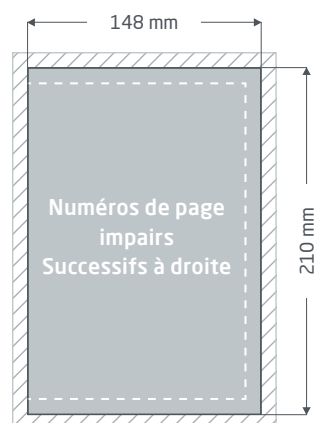 148 mm
Numéros de page
impairs
Successifs à droite
210 mm